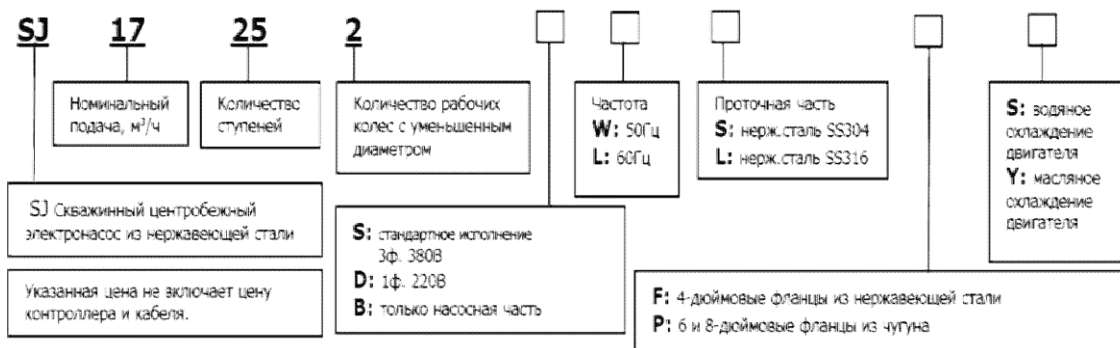 SJ 17 25 2
Номинальный
подача, м³/ч
Количество
ступеней
Количество рабочих
колес с уменьшенным
диаметром
Частота
W: 50Гц
L: 60Гц
Проточная часть
S: нерж.сталь SS304
L: нерж.сталь SS316
S: водяное
охлаждение
двигателя
Y: масляное
охлаждение
двигателя
SJ Скважинный центробежный
электронасос из нержавеющей стали
Указанная цена не включает цену
контроллера и кабеля.
S: стандартное исполнение
3ф. 380В
D: 1ф. 220В
B: только насосная часть
F: 4-дюймовые фланцы из нержавеющей стали
P: 6 и 8-дюймовые фланцы из чугуна